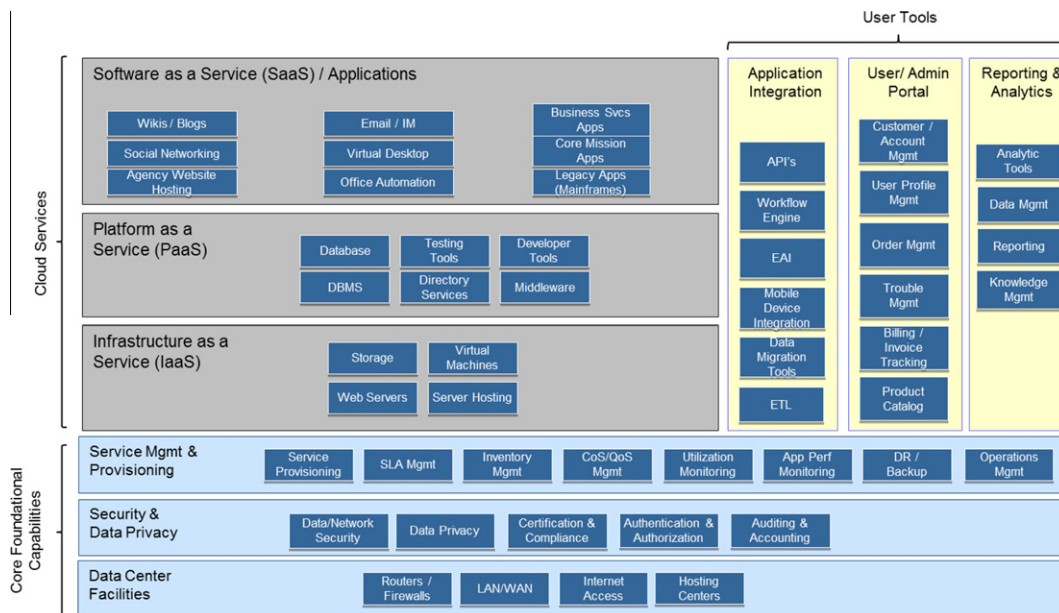 User Tools
Cloud Services
Software as a Service (SaaS) / Applications
Wikis / Blogs
Social Networking
Agency Website
Hosting
Email / IM
Virtual Desktop
Office Automation
Business Svcs
Apps
Core Mission
Apps
Legacy Apps
(Mainframes)
Platform as a
Service (PaaS)
Database
Testing
Tools
Developer
Tools
DBMS
Directory
Services
Middleware
Infrastructure as a
Service (IaaS)
Storage
Virtual
Machines
Web Servers
Server Hosting
Application
Integration
API's
Workflow
Engine
EAI
Mobile
Device
Integration
Data
Migration
Tools
ETL
User/ Admin
Portal
Customer /
Account
Mgmt
User Profile
Mgmt
Order Mgmt
Trouble
Mgmt
Billing /
Invoice
Tracking
Product
Catalog
Reporting &
Analytics
Analytic
Tools
Data Mgmt
Reporting
Knowledge
Mgmt
Core Foundational
Capabilities
Service Mgmt &
Provisioning
Service
Provisioning
SLA Mgmt
Inventory
Mgmt
CoS/QoS
Mgmt
Utilization
Monitoring
App Perf
Monitoring
DR /
Backup
Operations
Mgmt
Security &
Data Privacy
Data/Network
Security
Data Privacy
Certification &
Compliance
Authentication &
Authorization
Auditing &
Accounting
Data Center
Facilities
Routers /
Firewalls
LAN/WAN
Internet
Access
Hosting
Centers